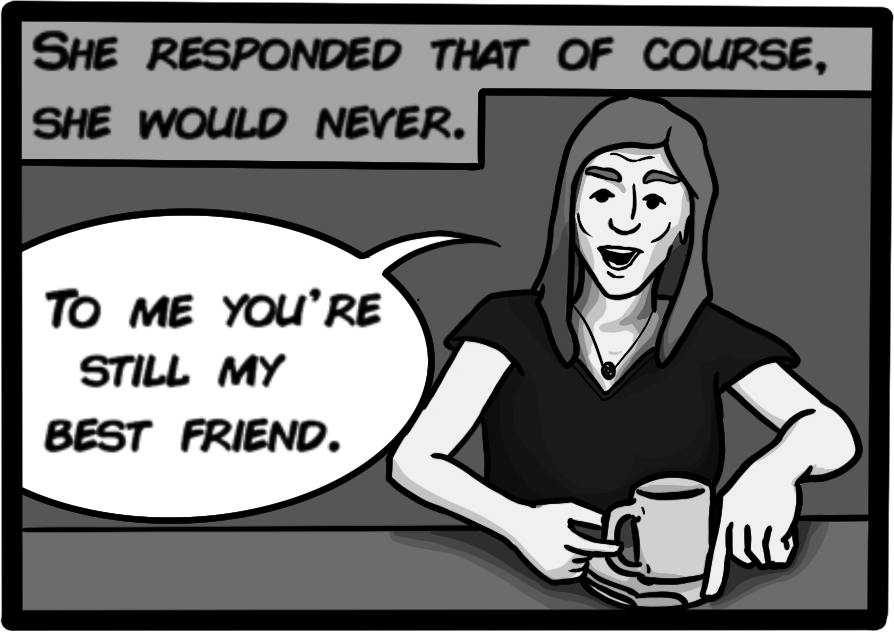 SHE RESPONDED THAT OF COURSE,
SHE WOULD NEVER.
TO ME YOU'RE
STILL MY
BEST FRIEND.